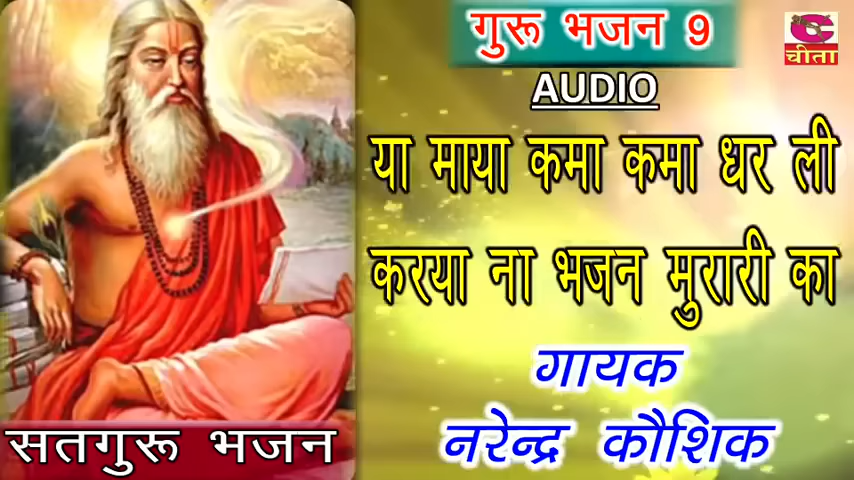 गुरू भजन 9
चीता
AUDIO
या माया कमा कमा धर ली
करया ना भजन मुरारी का
गायक
नरेन्द्र कौशिक
सतगुरू भजन